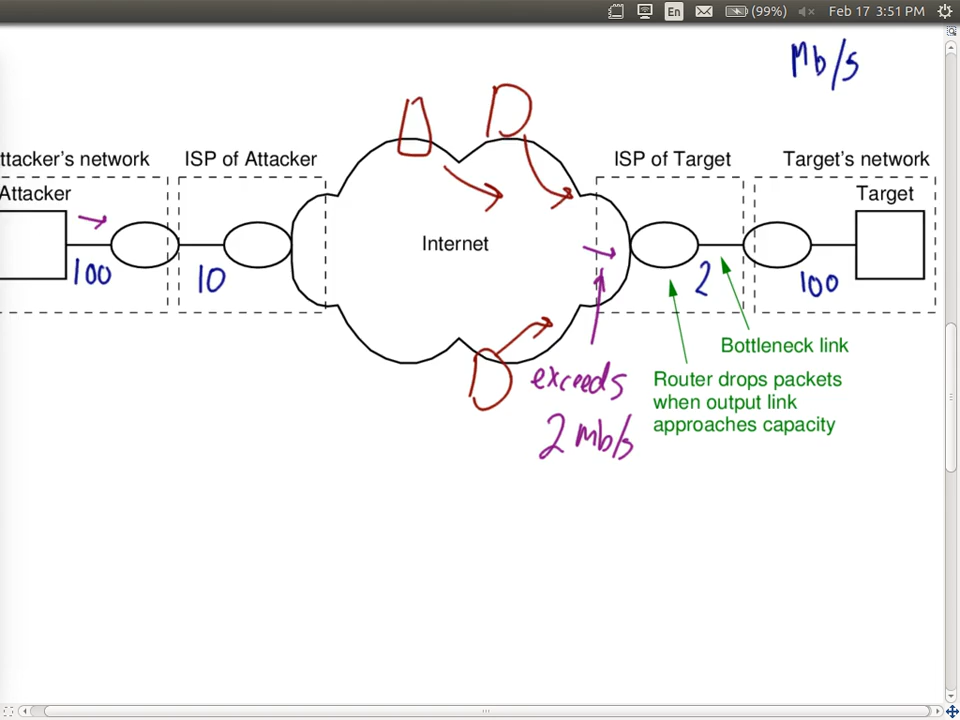 En (99%) Feb 17 3:51 PM
Mb/s
D D
ttacker's network ISP of Attacker ISP of Target Target's network
Attacker Target
Internet
100 10 2 100
Bottleneck link
D exceeds
2 mb/s
Router drops packets
when output link
approaches capacity